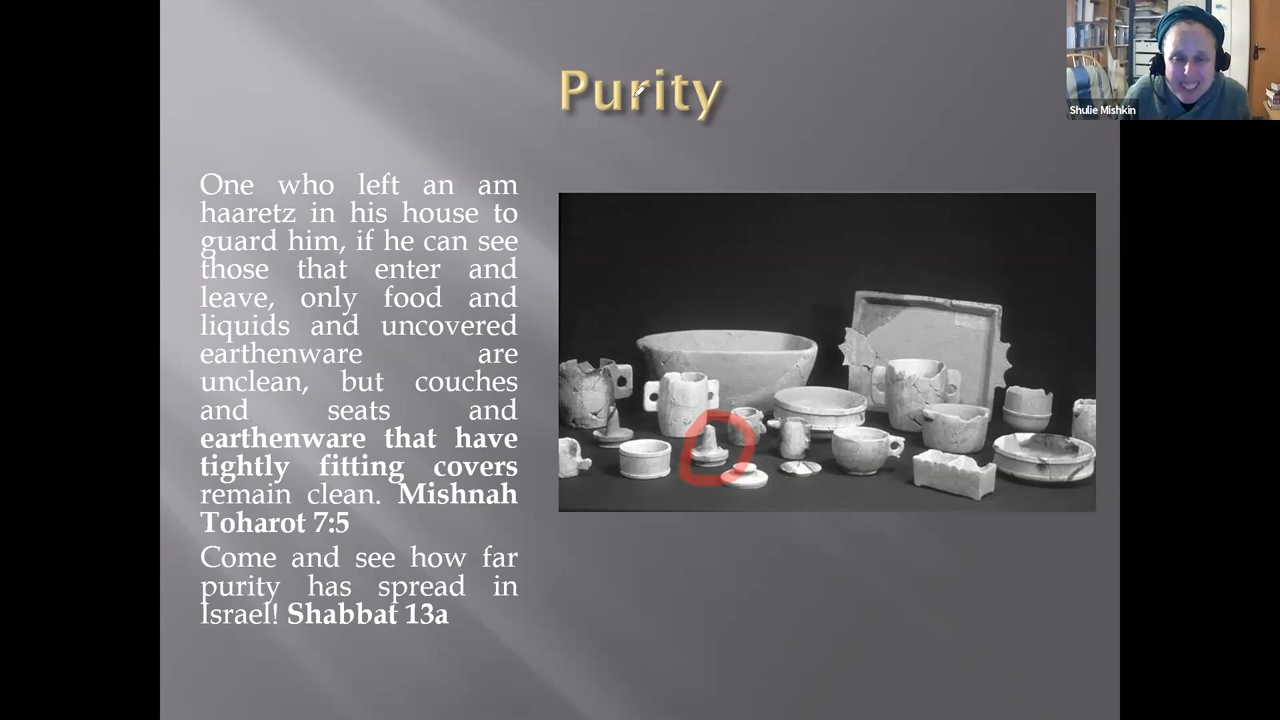 Purity
Shulie Mishkin
One who left an am
haaretz in his house to
guard him, if he can see
those that enter and
leave, only food and
liquids and uncovered
earthenware are
unclean, but couches
and seats and
earthenware that have
tightly fitting covers
remain clean. Mishnah
Toharot 7:5
Come and see how far
purity has spread in
Israel! Shabbat 13a